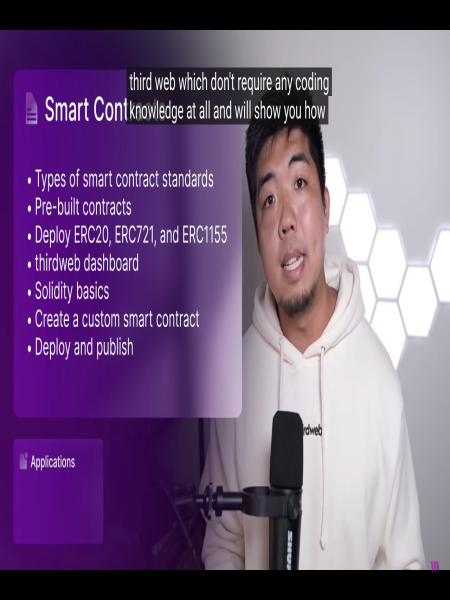 third web which don't require any coding
knowledge at all and will show you how
Smart Cont
• Types of smart contract standards
• Pre-built contracts
• Deploy ERC20, ERC721, and ERC1155
• thirdweb dashboard
• Solidity basics
• Create a custom smart contract
• Deploy and publish
Applications
rdweb
SHU